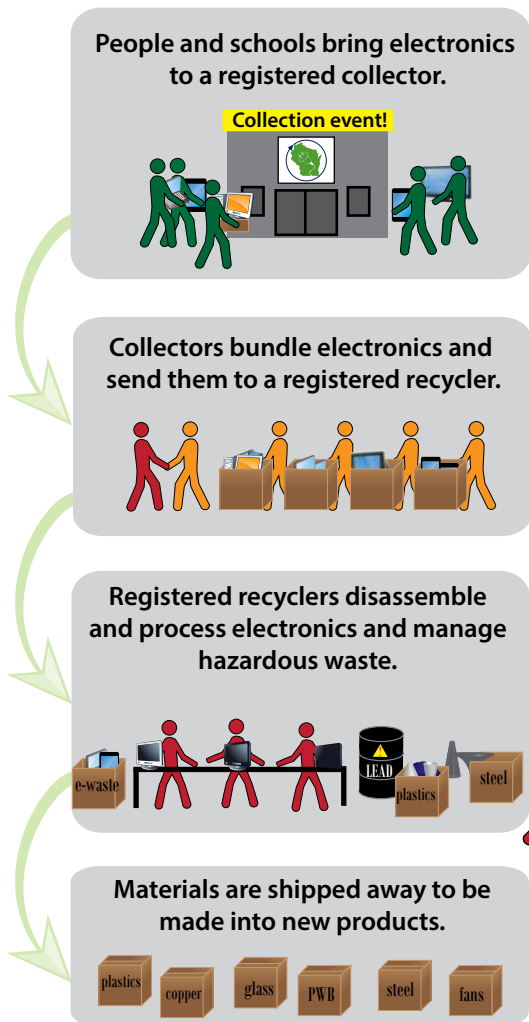 People and schools bring electronics
to a registered collector.
Collection event!
Collectors bundle electronics and
send them to a registered recycler.
Registered recyclers disassemble
and process electronics and manage
hazardous waste.
e-waste
LEAD
plastics
steel
Materials are shipped away to be
made into new products.
plastics
copper
glass
PWB
steel
fans